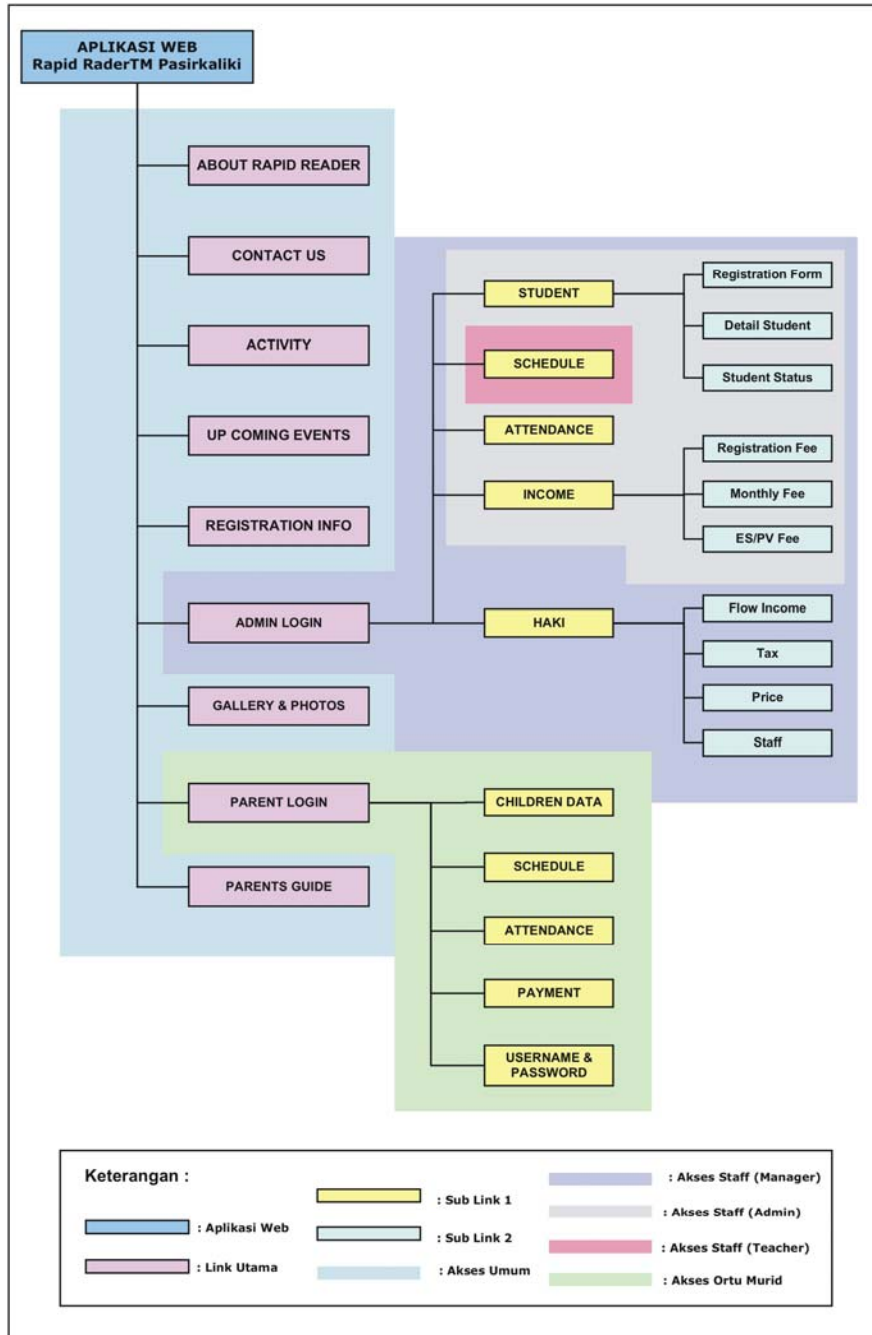 APLIKASI WEB
Rapid RaderTM Pasirkaliki
ABOUT RAPID READER
CONTACT US
ACTIVITY
UP COMING EVENTS
REGISTRATION INFO
ADMIN LOGIN
GALLERY & PHOTOS
PARENT LOGIN
PARENTS GUIDE
STUDENT
SCHEDULE
ATTENDANCE
INCOME
HAKI
Registration Form
Detail Student
Student Status
Registration Fee
Monthly Fee
ES/PV Fee
Flow Income
Tax
Price
Staff
CHILDREN DATA
SCHEDULE
ATTENDANCE
PAYMENT
USERNAME &
PASSWORD
Keterangan :
: Aplikasi Web
: Link Utama
: Sub Link 1
: Sub Link 2
: Akses Umum
: Akses Staff (Manager)
: Akses Staff (Admin)
: Akses Staff (Teacher)
: Akses Ortu Murid